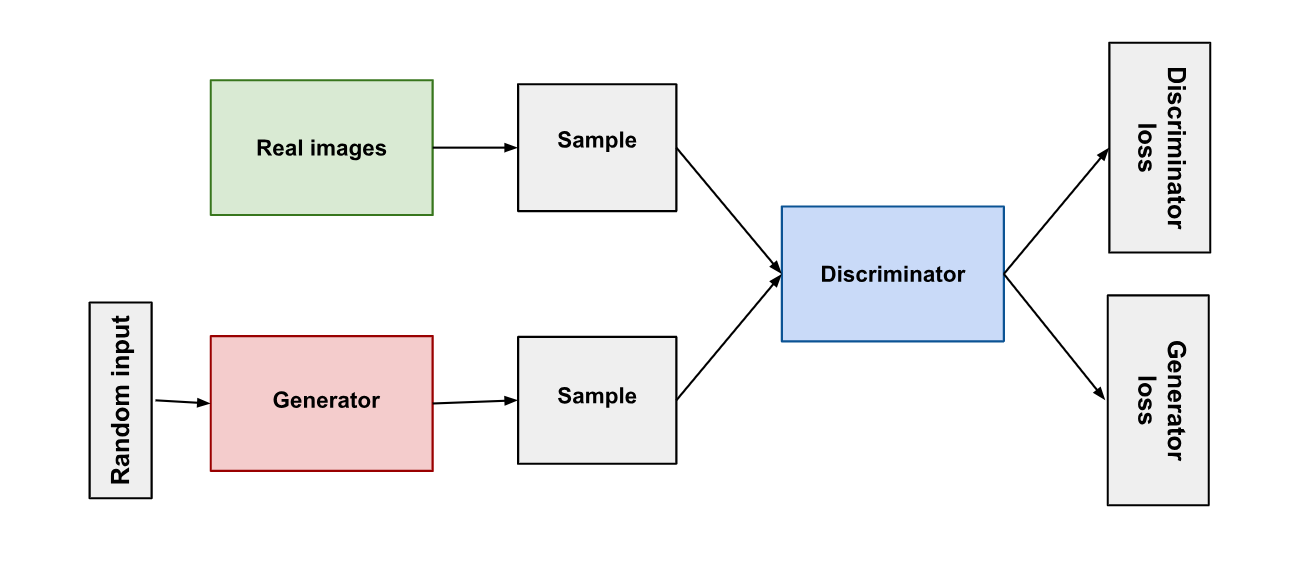 Real images
Sample
Discriminator
loss
Discriminator
Random input
Generator
Sample
Generator
loss